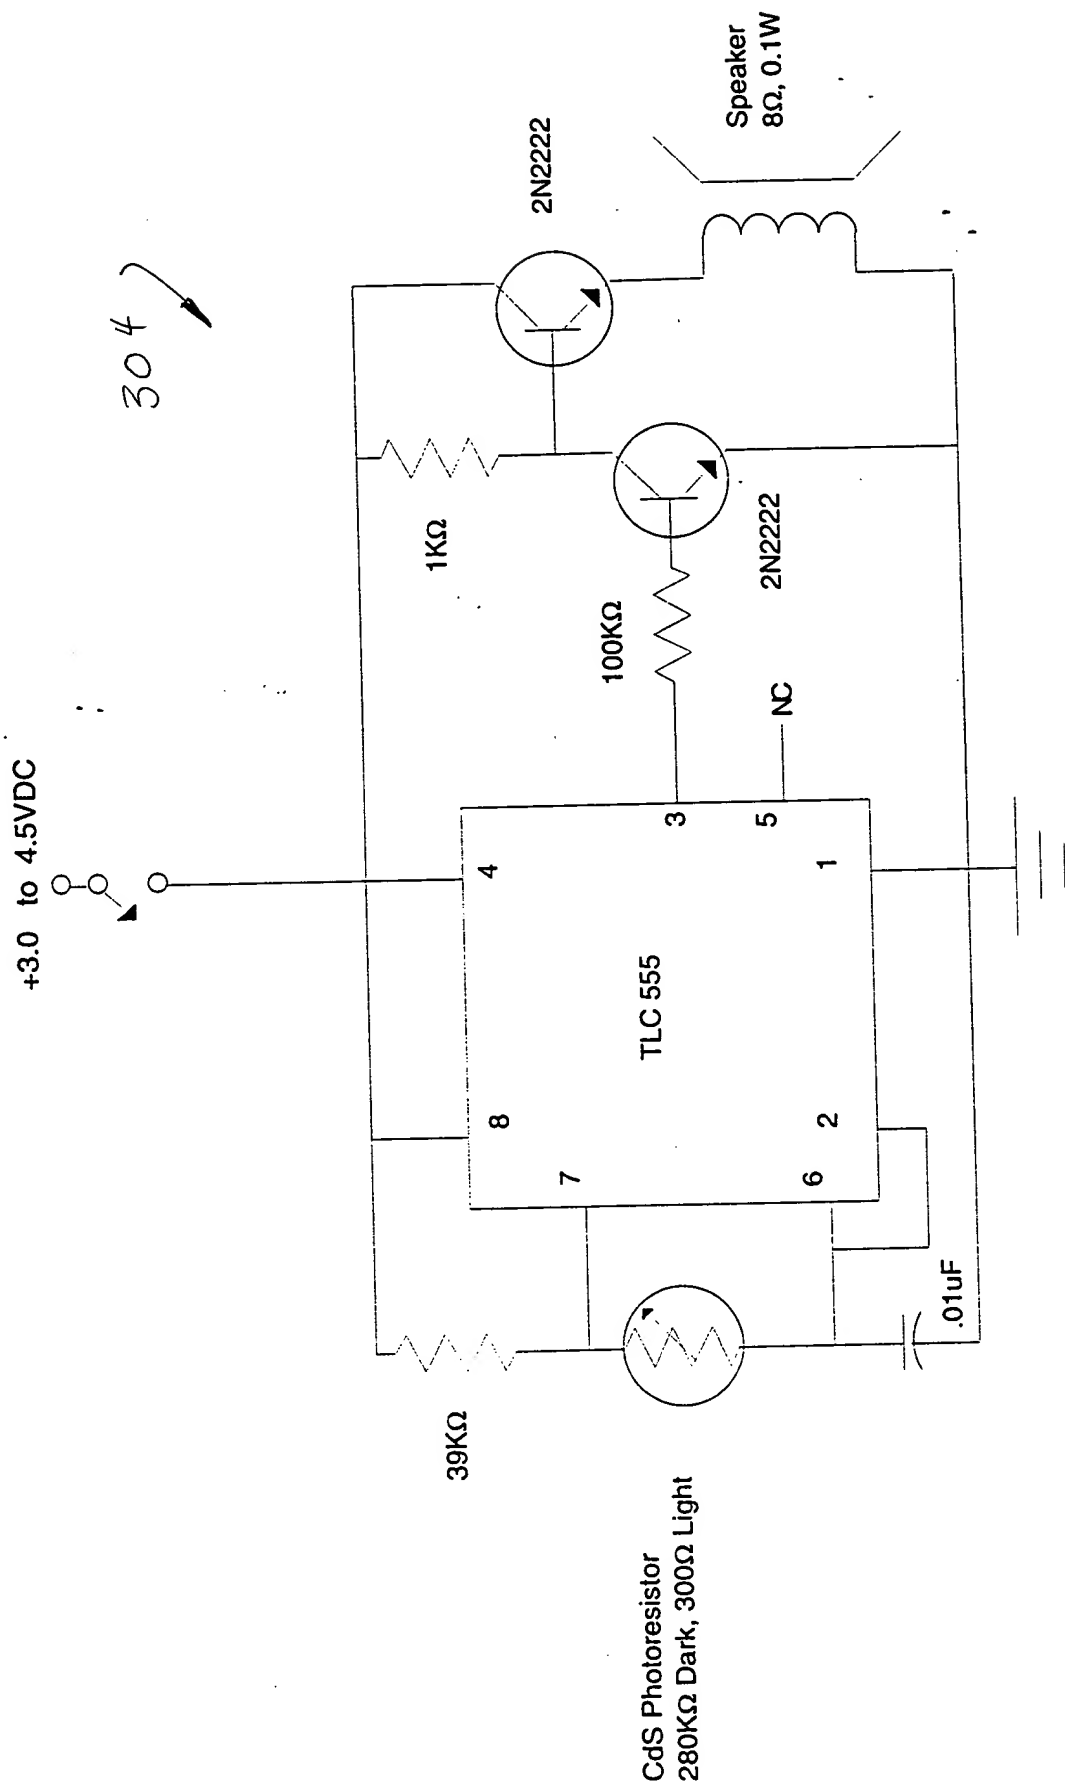 304
+3.0 to 4.5VDC
2N2222
Speaker
8Ω, 0.1W
1KΩ
2N2222
100KΩ
NC
4
3
5
1
TLC 555
8
7
2
6
39KΩ
.01uF
CdS Photoresistor
280KΩ Dark, 300Ω Light